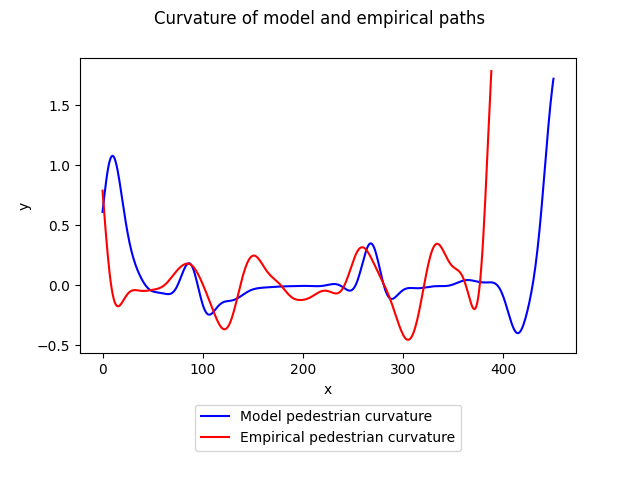 Curvature of model and empirical paths
1.5
1.0
0.5
0.0
−0.5
y
0
100
200
300
400
x
Model pedestrian curvature
Empirical pedestrian curvature